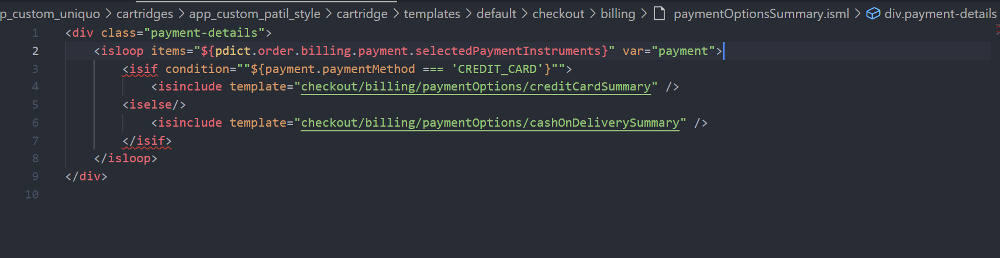 p_custom_uniquo > cartridges > app_custom_patil_style > cartridge > templates > default > checkout > billing > paymentOptionsSummary.isml > div.payment-details
1 <div class="payment-details">
2 <isloop items="${pdict.order.billing.payment.selectedPaymentInstruments}" var="payment">
3 <isif condition=""${payment.paymentMethod === 'CREDIT_CARD'}"">
4 <isinclude template="checkout/billing/paymentOptions/creditCardSummary" />
5 <iselse/>
6 <isinclude template="checkout/billing/paymentOptions/cashOnDeliverySummary" />
7 </isif>
8 </isloop>
9 </div>
10